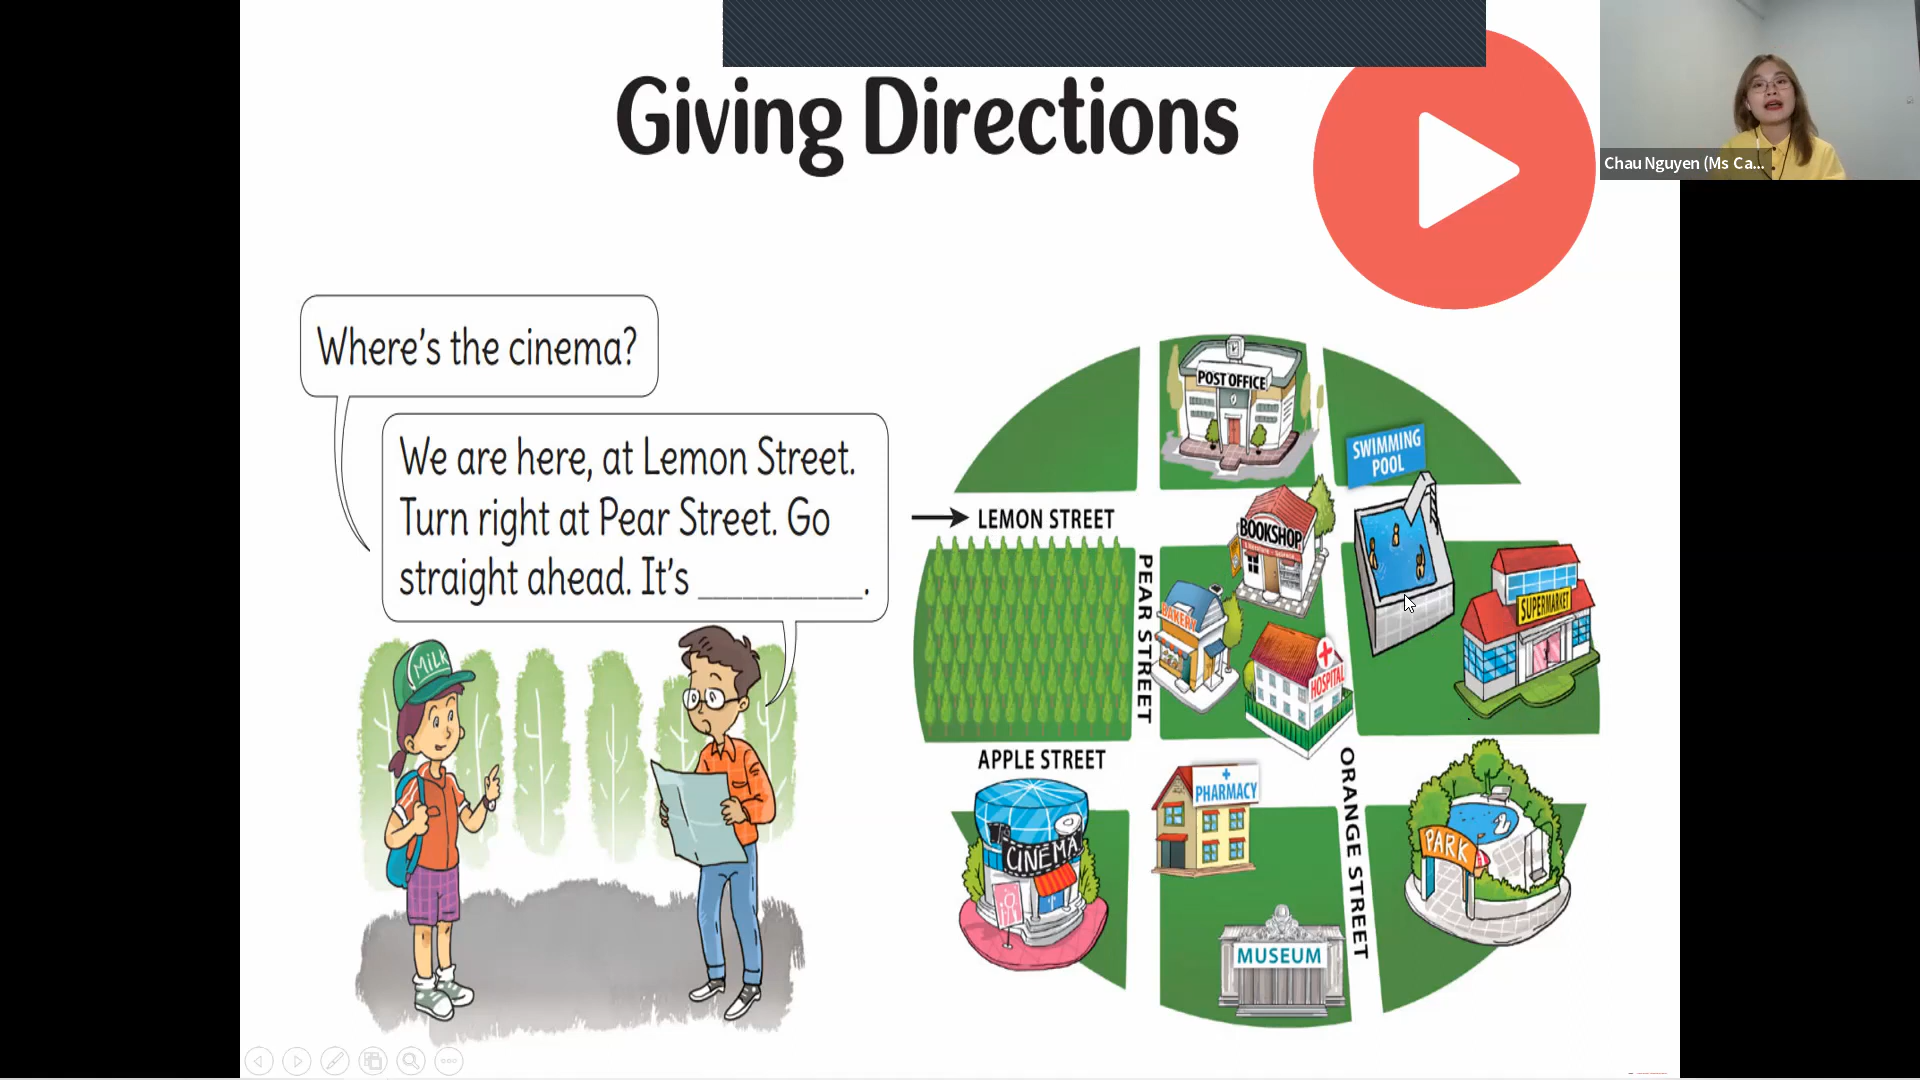 Giving Directions
Chau Nguyen (Ms Ca...
Where's the cinema?
We are here, at Lemon Street.
Turn right at Pear Street. Go
straight ahead. It's ___________.
MiLK
POST OFFICE
SWIMMING
POOL
LEMON STREET
BOOKSHOP
PEAR STREET
BAKERY
SUPERMARKET
HOSPITAL
APPLE STREET
PHARMACY
ORANGE STREET
CINEMA
PARK
MUSEUM